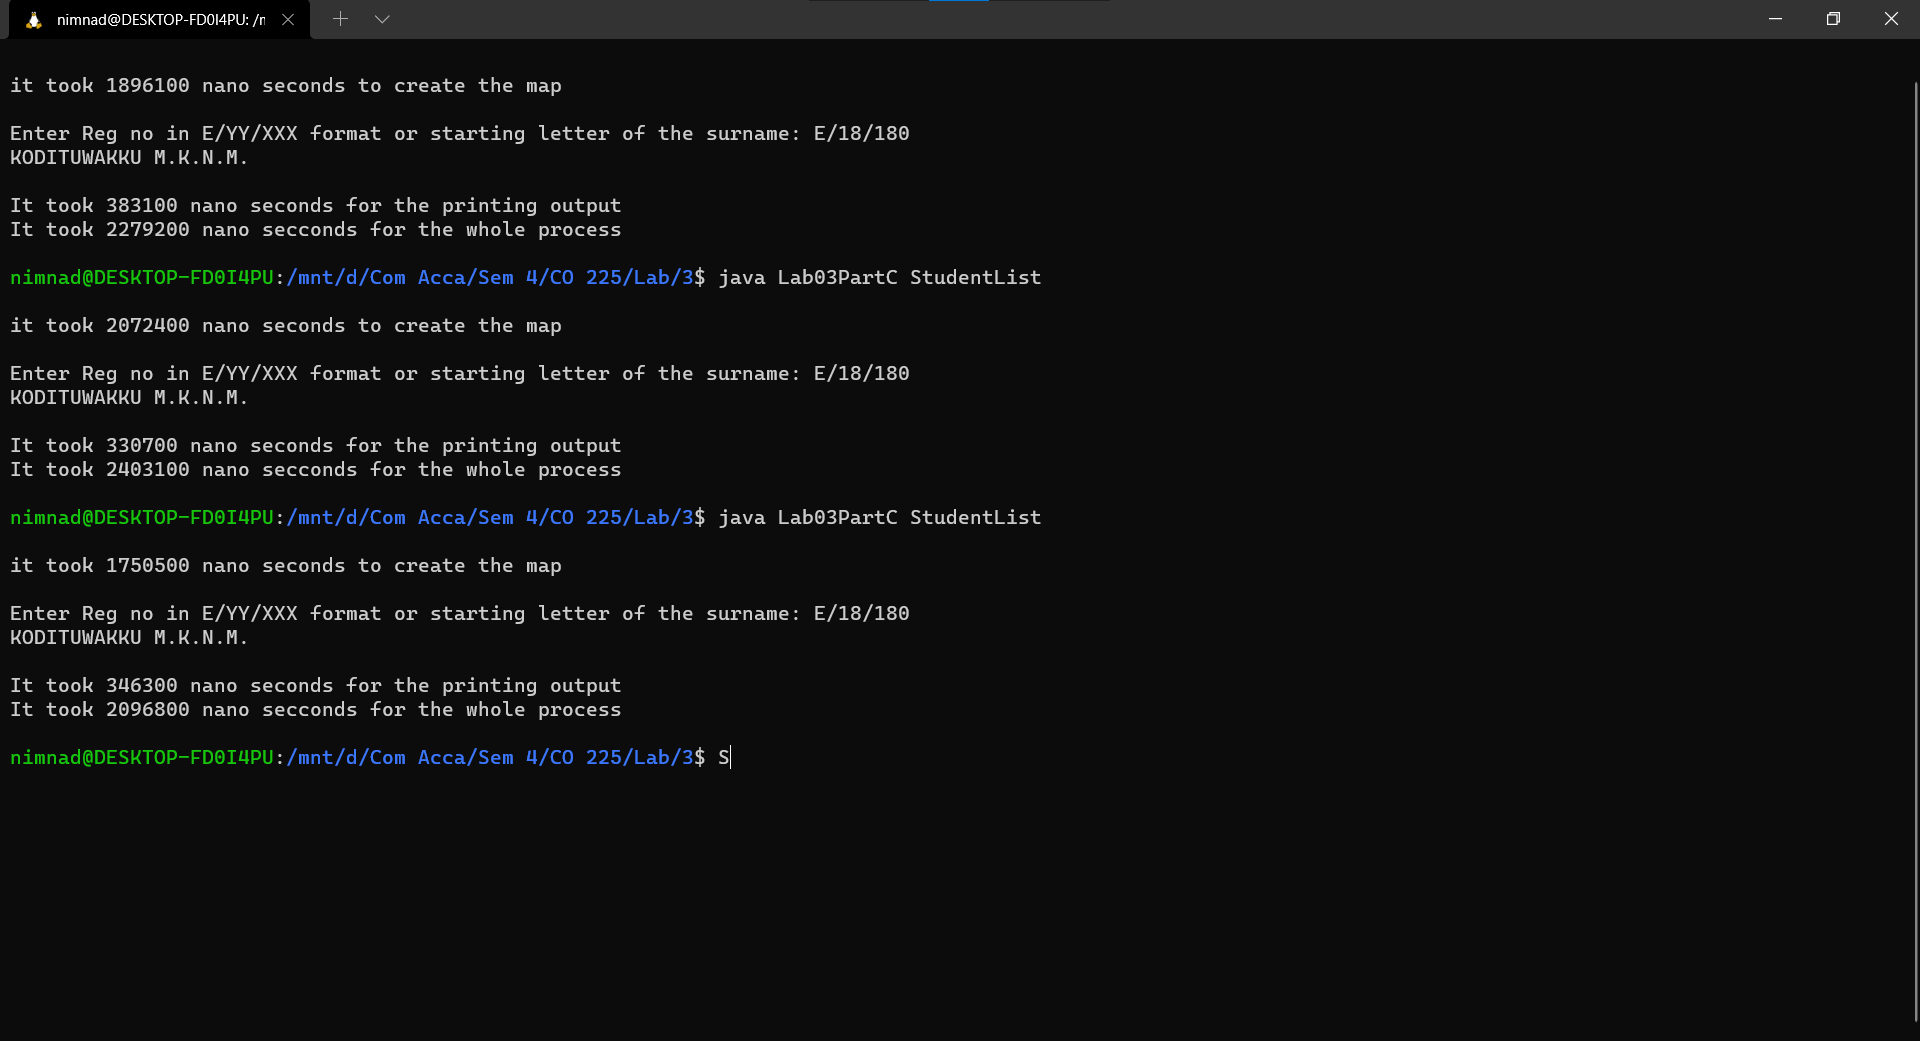 nimnad@DESKTOP-FD0I4PU: /n
it took 1896100 nano seconds to create the map
Enter Reg no in E/YY/XXX format or starting letter of the surname: E/18/180
KODITUWAKKU M.K.N.M.
It took 383100 nano seconds for the printing output
It took 2279200 nano secconds for the whole process
nimnad@DESKTOP-FD0I4PU:/mnt/d/Com Acca/Sem 4/CO 225/Lab/3$ java Lab03PartC StudentList
it took 2072400 nano seconds to create the map
Enter Reg no in E/YY/XXX format or starting letter of the surname: E/18/180
KODITUWAKKU M.K.N.M.
It took 330700 nano seconds for the printing output
It took 2403100 nano secconds for the whole process
nimnad@DESKTOP-FD0I4PU:/mnt/d/Com Acca/Sem 4/CO 225/Lab/3$ java Lab03PartC StudentList
it took 1750500 nano seconds to create the map
Enter Reg no in E/YY/XXX format or starting letter of the surname: E/18/180
KODITUWAKKU M.K.N.M.
It took 346300 nano seconds for the printing output
It took 2096800 nano secconds for the whole process
nimnad@DESKTOP-FD0I4PU:/mnt/d/Com Acca/Sem 4/CO 225/Lab/3$ S